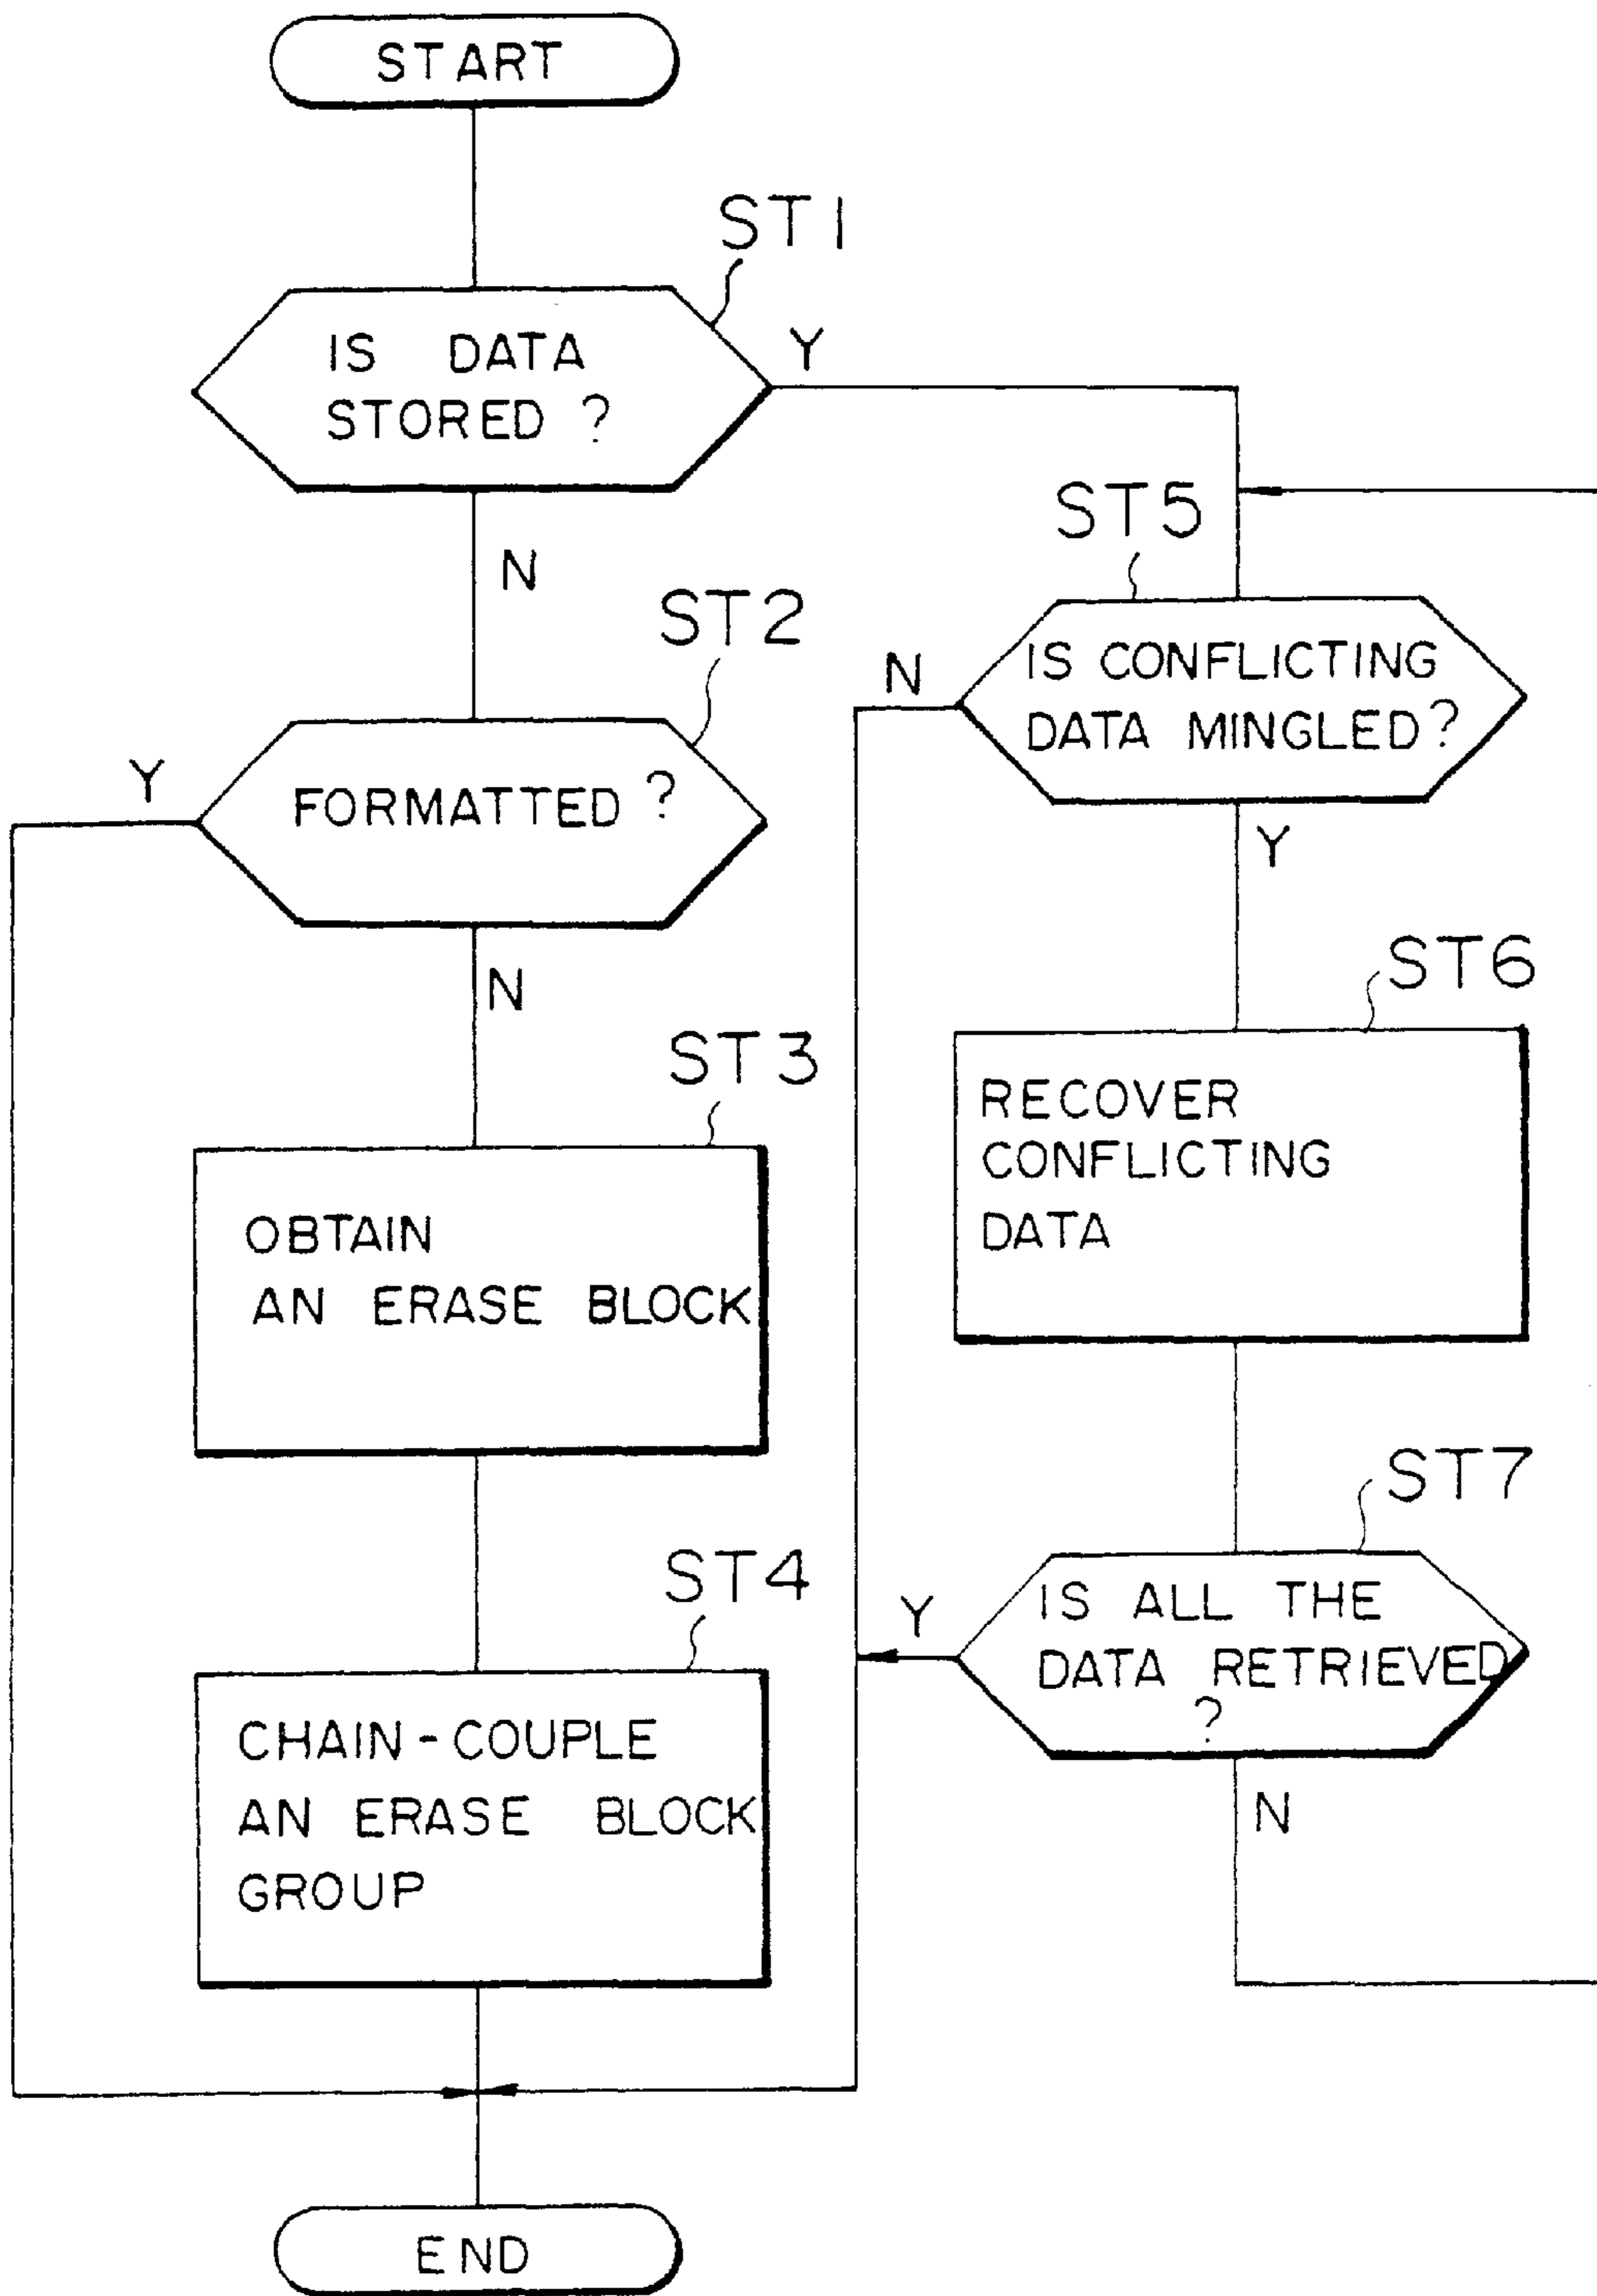 START
ST1
IS DATA
STORED ?
Y
N
ST2
FORMATTED ?
Y
N
ST3
OBTAIN
AN ERASE BLOCK
ST4
CHAIN-COUPLE
AN ERASE BLOCK
GROUP
END
ST5
IS CONFLICTING
DATA MINGLED?
N
Y
ST6
RECOVER
CONFLICTING
DATA
ST7
IS ALL THE
DATA RETRIEVED
?
Y
N